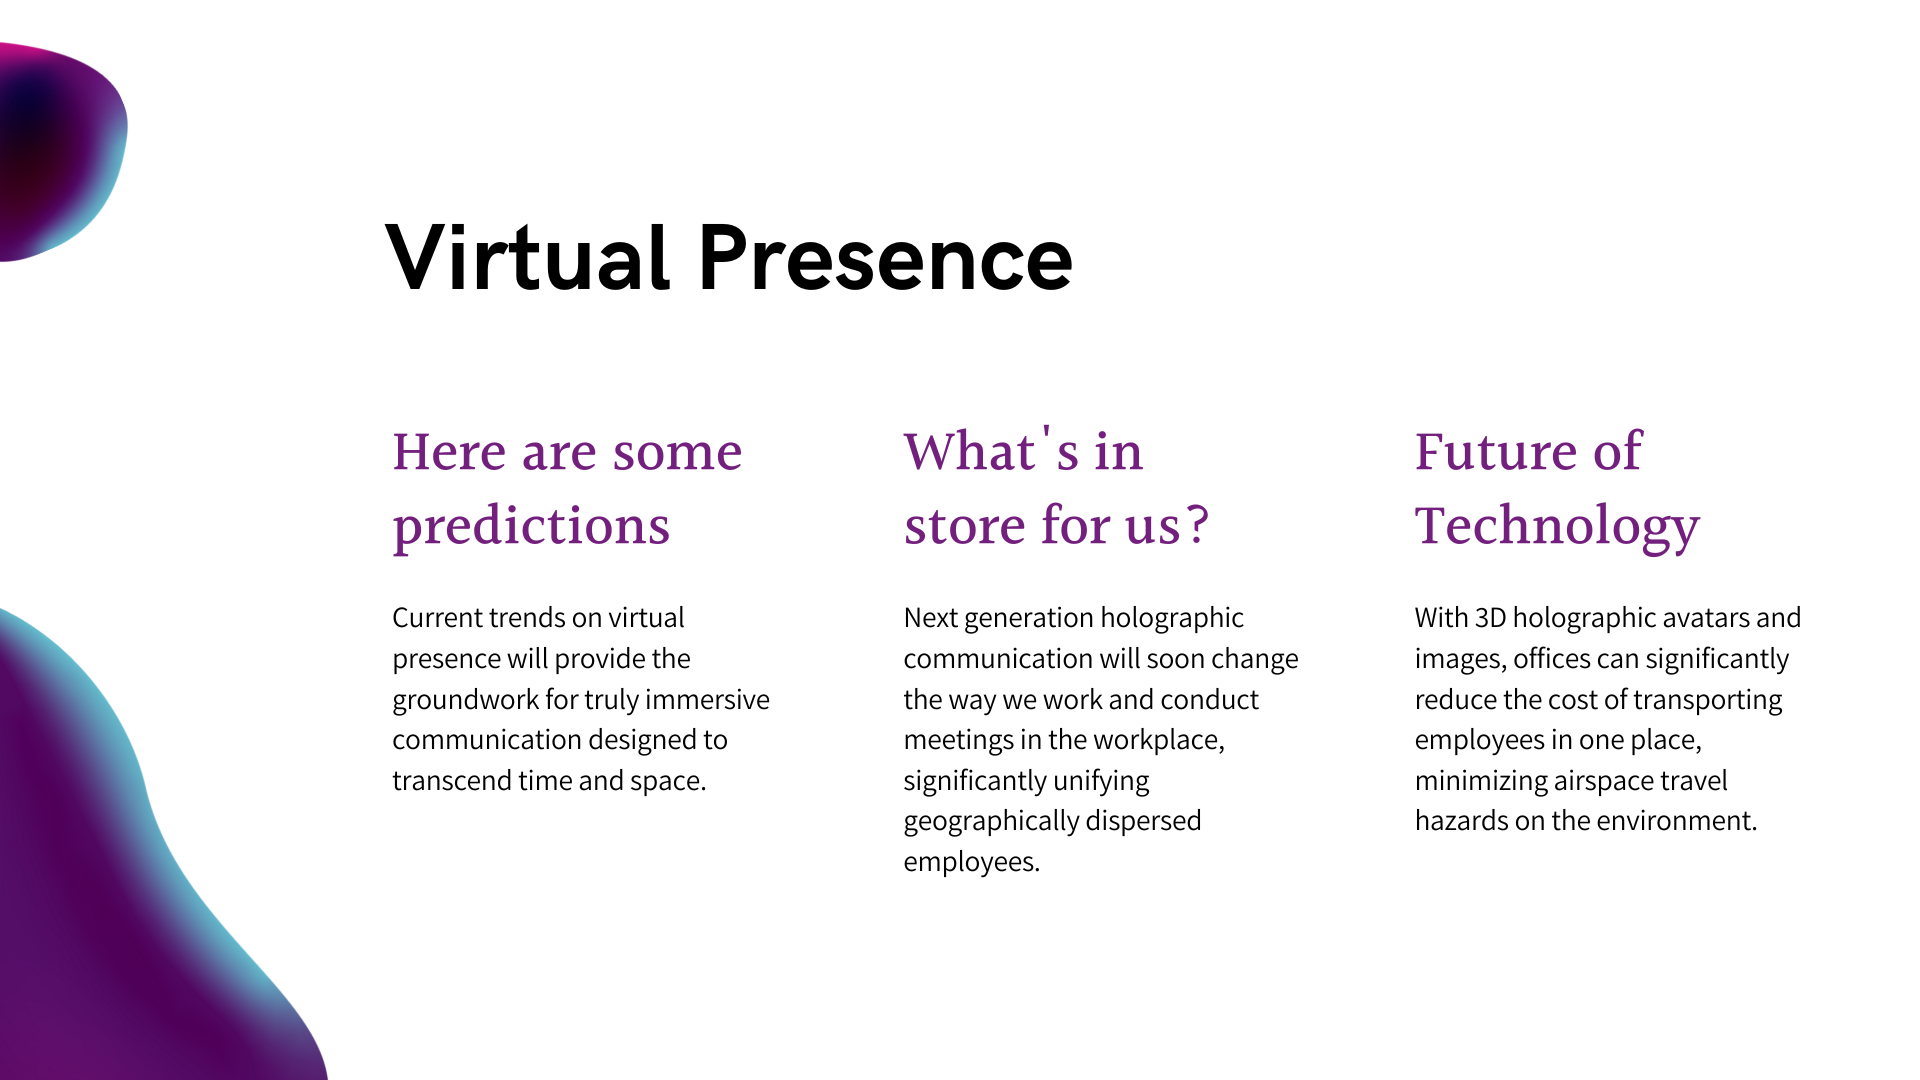 Virtual Presence
Here are some
predictions
Current trends on virtual
presence will provide the
groundwork for truly immersive
communication designed to
transcend time and space.
What's in
store for us?
Next generation holographic
communication will soon change
the way we work and conduct
meetings in the workplace,
significantly unifying
geographically dispersed
employees.
Future of
Technology
With 3D holographic avatars and
images, offices can significantly
reduce the cost of transporting
employees in one place,
minimizing airspace travel
hazards on the environment.